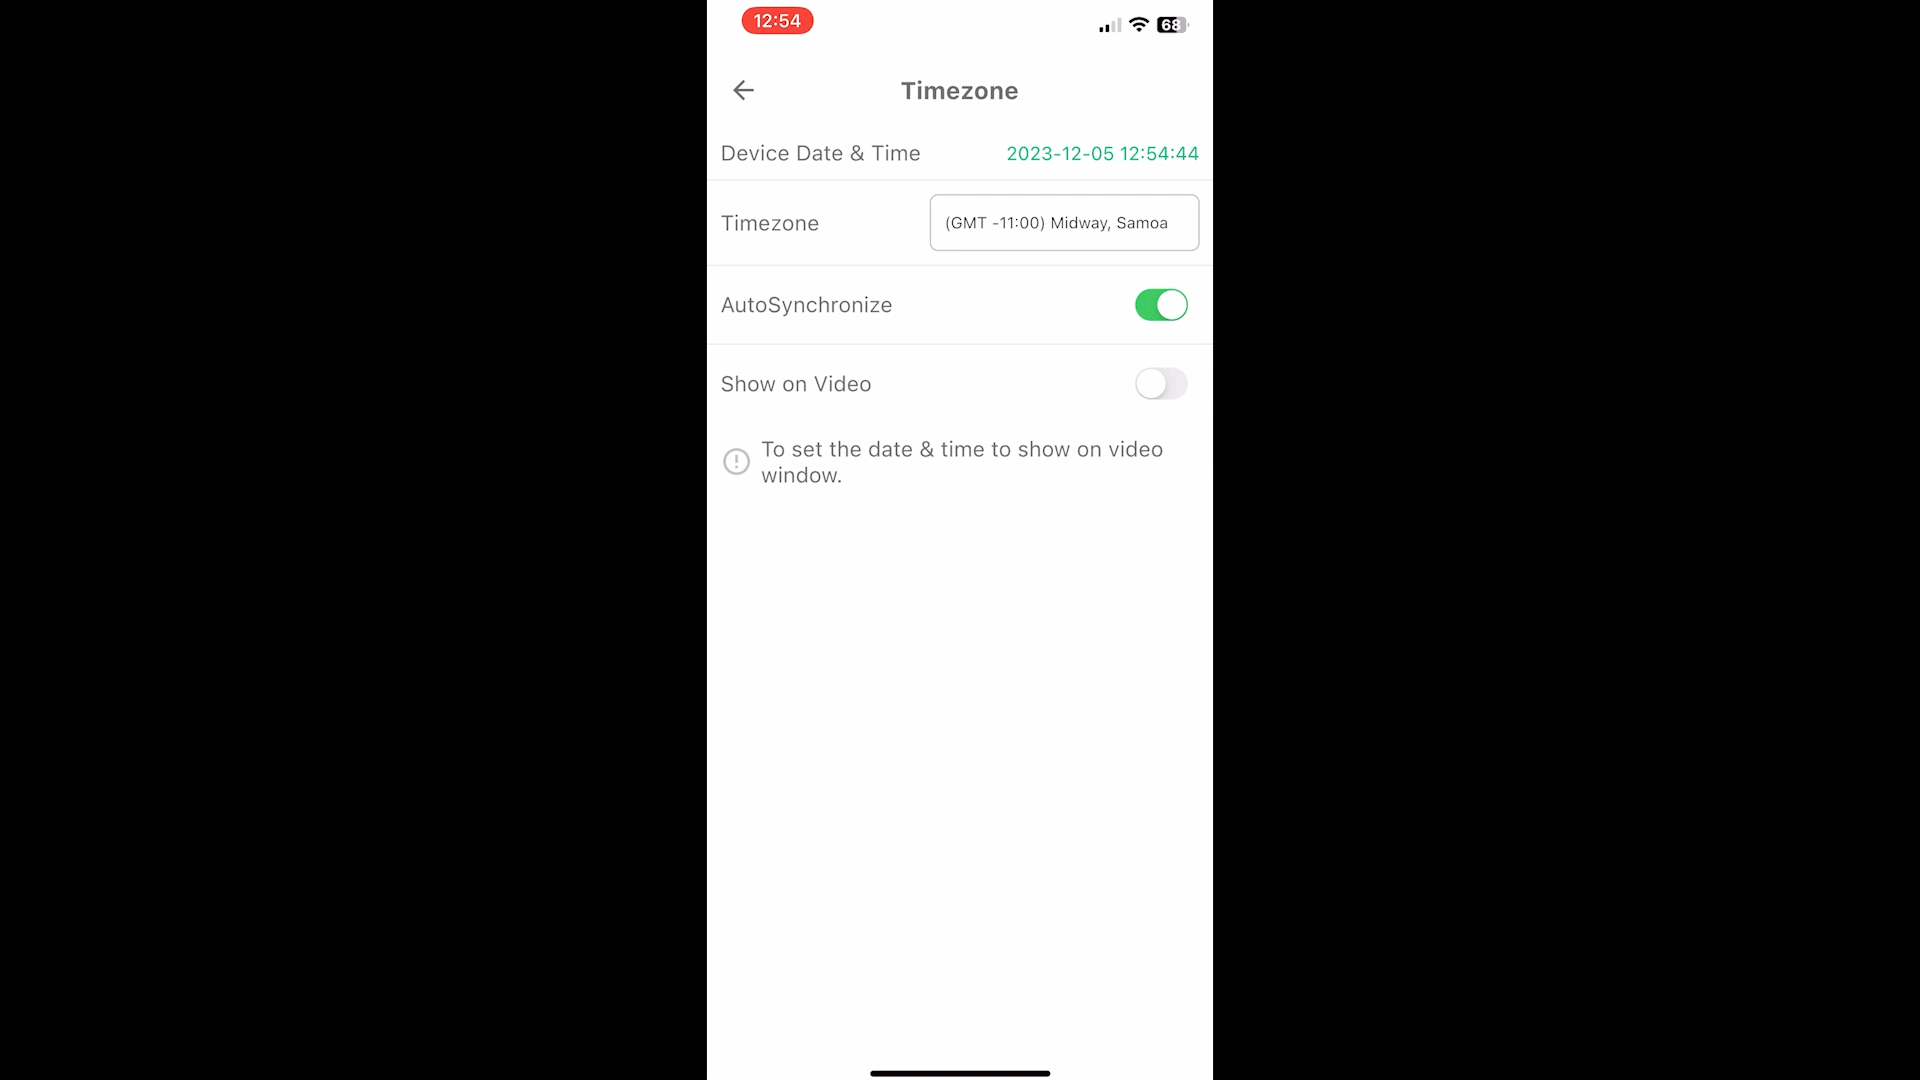 12:54
68
Timezone
Device Date & Time 2023-12-05 12:54:44
Timezone (GMT -11:00) Midway, Samoa
AutoSynchronize
Show on Video
To set the date & time to show on video
window.